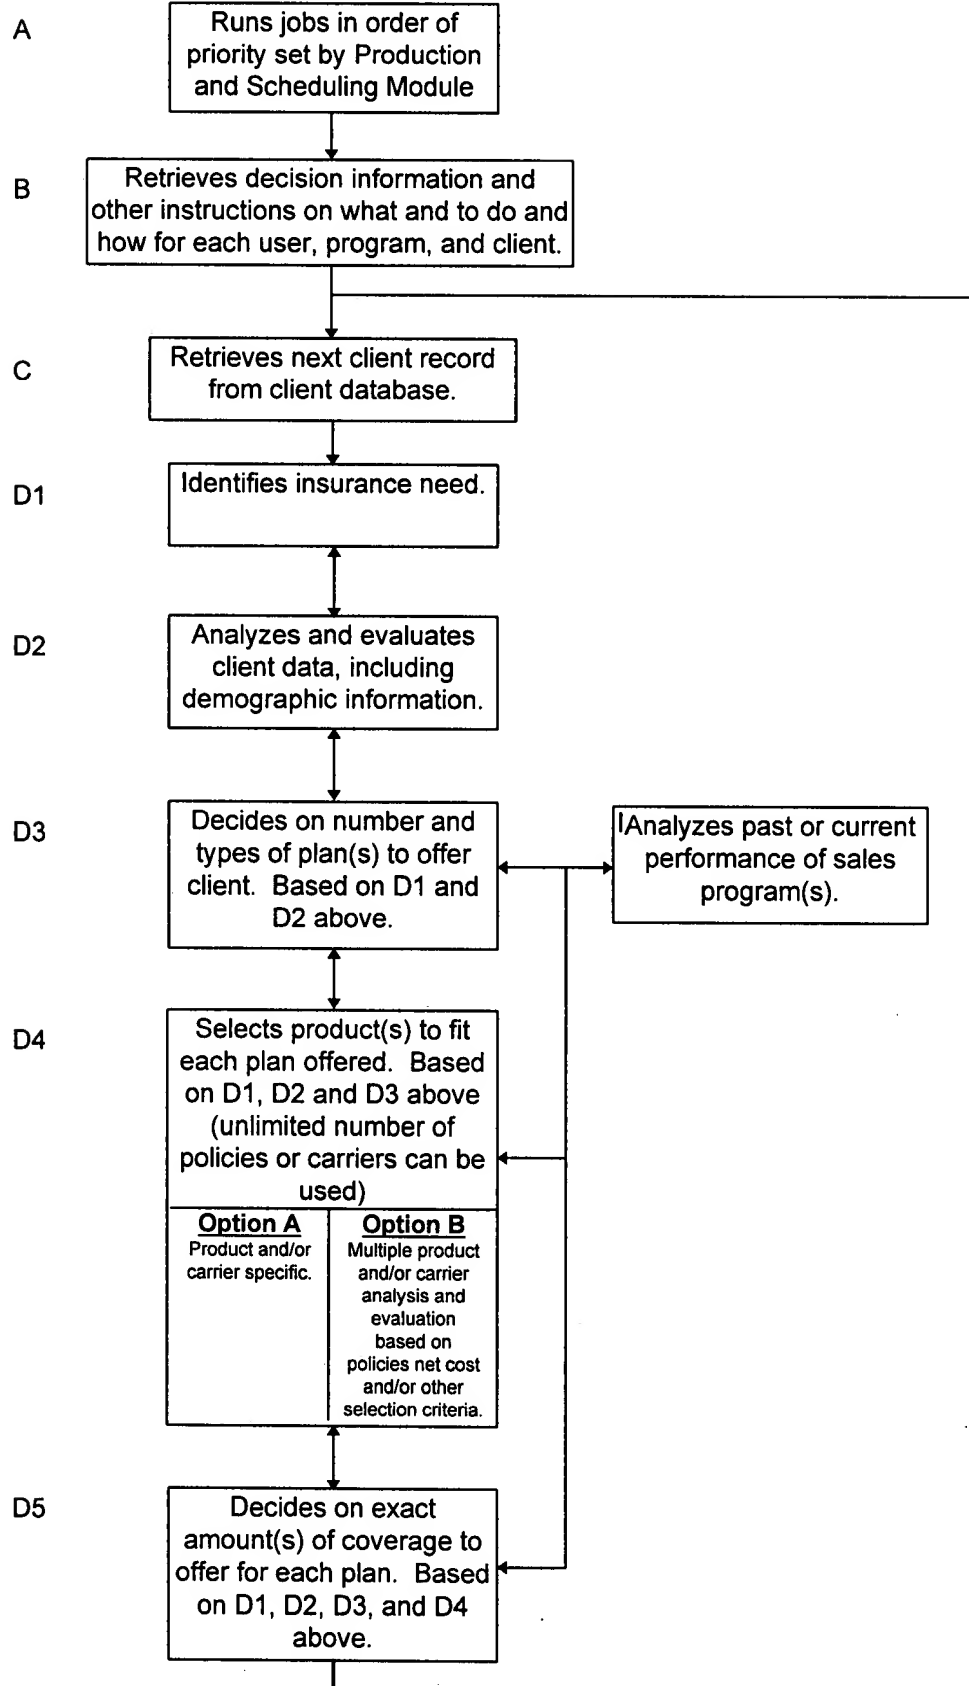 A
Runs jobs in order of
priority set by Production
and Scheduling Module
B
Retrieves decision information and
other instructions on what and to do and
how for each user, program, and client.
C
Retrieves next client record
from client database.
D1
Identifies insurance need.
D2
Analyzes and evaluates
client data, including
demographic information.
D3
Decides on number and
types of plan(s) to offer
client. Based on D1 and
D2 above.
Analyzes past or current
performance of sales
program(s).
D4
Selects product(s) to fit
each plan offered. Based
on D1, D2 and D3 above
(unlimited number of
policies or carriers can be
used)
Option A
Product and/or
carrier specific.
Option B
Multiple product
and/or carrier
analysis and
evaluation
based on
policies net cost
and/or other
selection criteria.
D5
Decides on exact
amount(s) of coverage to
offer for each plan. Based
on D1, D2, D3, and D4
above.